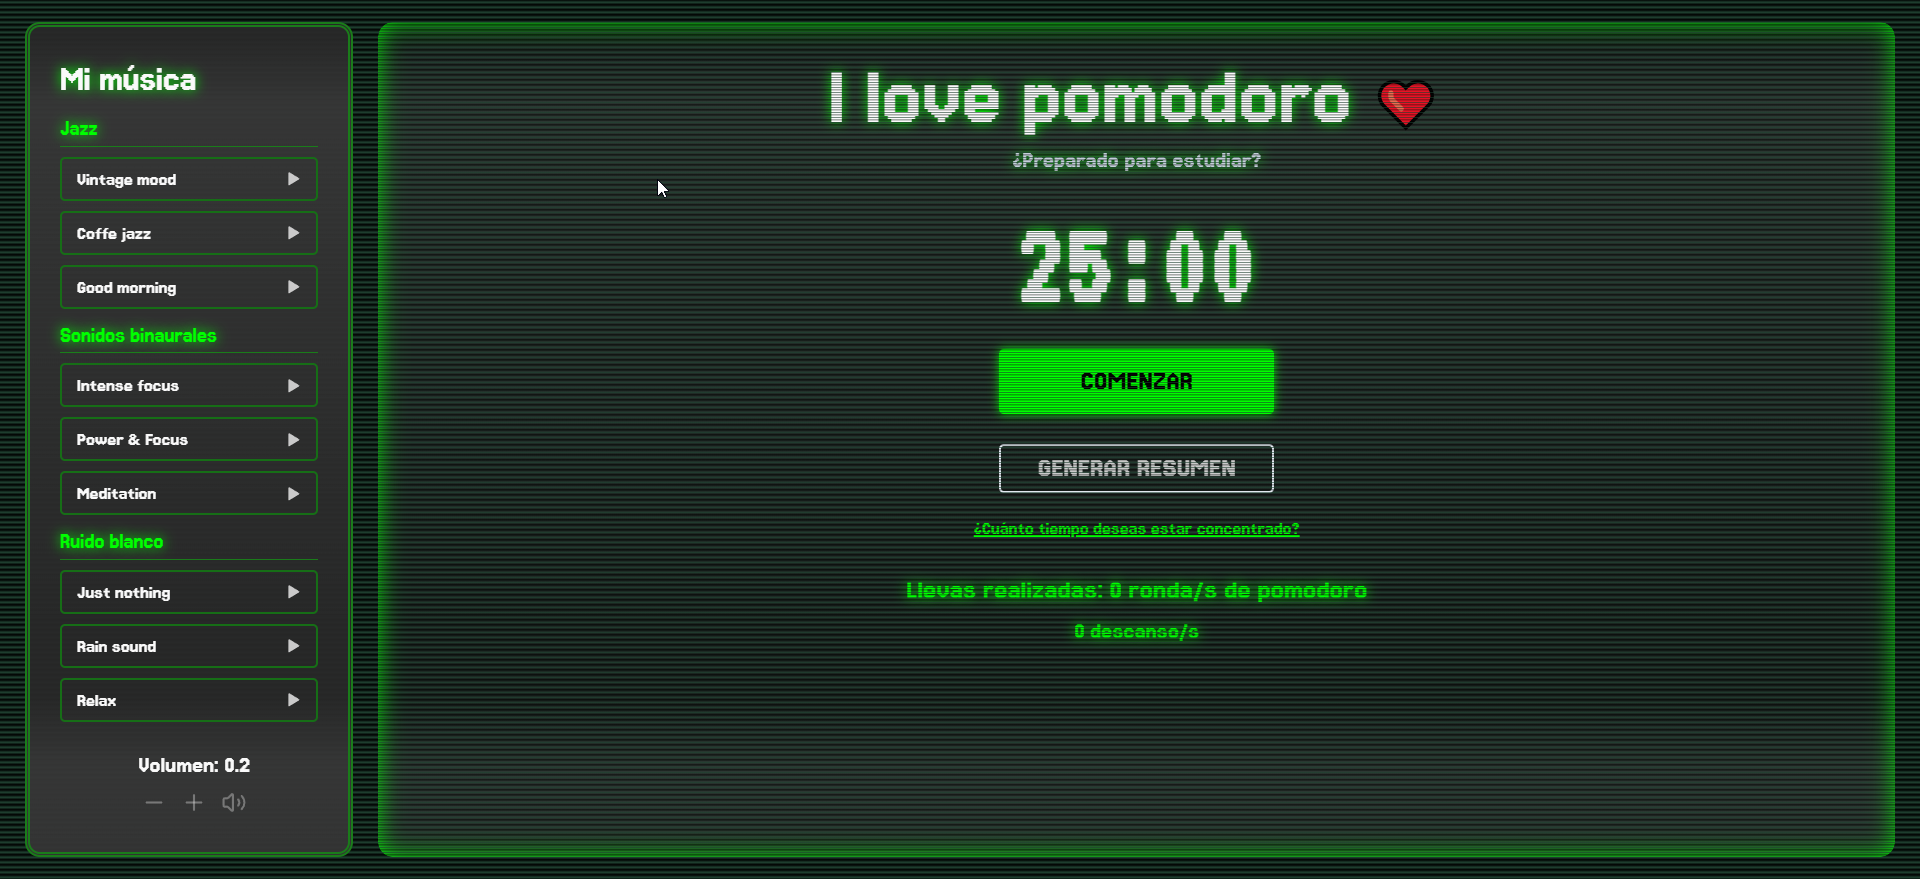 Mi música
Jazz
Vintage mood
Coffe jazz
Good morning
Sonidos binaurales
Intense focus
Power & Focus
Meditation
Ruido blanco
Just nothing
Rain sound
Relax
Volumen: 0.2
I love pomodoro
¿Preparado para estudiar?
25:00
COMENZAR
GENERAR RESUMEN
¿Cuánto tiempo deseas estar concentrado?
Llevas realizadas: 0 ronda/s de pomodoro
0 descanso/s